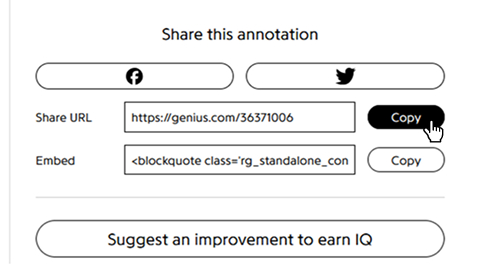 Share this annotation
Share URL https://genius.com/36371006 Copy
Embed <blockquote class='rg_standalone_con Copy
Suggest an improvement to earn IQ